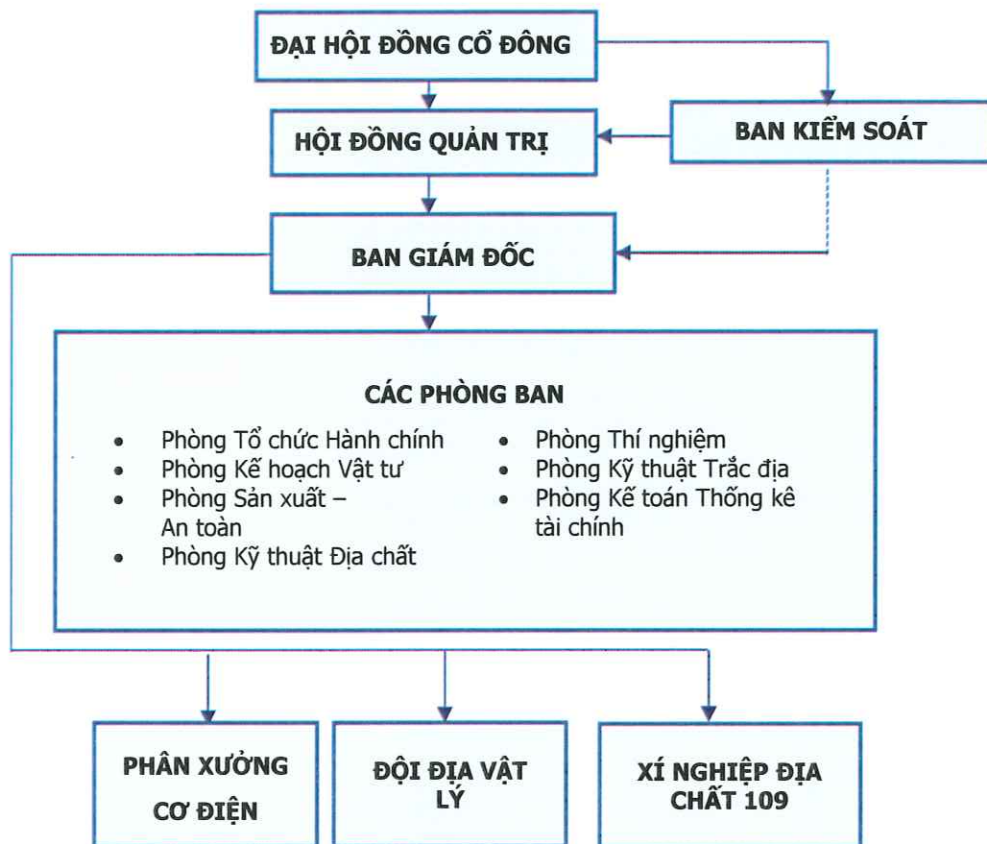 ĐẠI HỘI ĐỒNG CỔ ĐÔNG
HỘI ĐỒNG QUẢN TRỊ
BAN KIỂM SOÁT
BAN GIÁM ĐỐC
CÁC PHÒNG BAN
• Phòng Tổ chức Hành chính
• Phòng Kế hoạch Vật tư
• Phòng Sản xuất –
An toàn
• Phòng Kỹ thuật Địa chất
• Phòng Thí nghiệm
• Phòng Kỹ thuật Trắc địa
• Phòng Kế toán Thống kê
tài chính
PHÂN XƯỞNG
CƠ ĐIỆN
ĐỘI ĐỊA VẬT
LÝ
XÍ NGHIỆP ĐỊA
CHẤT 109